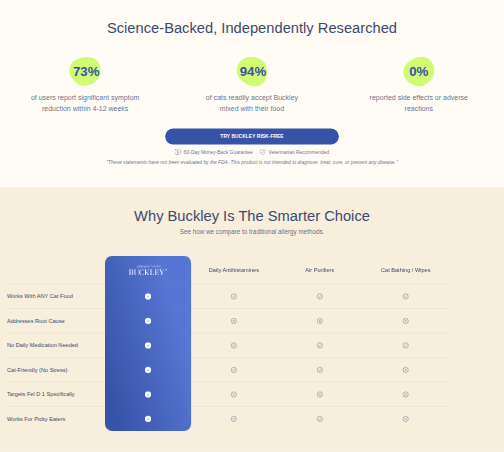 Science-Backed, Independently Researched
73%
94%
0%
of users report significant symptom
reduction within 4-12 weeks
of cats readily accept Buckley
mixed with their food
reported side effects or adverse
reactions
TRY BUCKLEY RISK-FREE
80-Day Money-Back Guarantee
Veterinarian Recommended
*These statements have not been evaluated by the FDA. This product is not intended to diagnose, treat, cure, or prevent any disease.*
Why Buckley Is The Smarter Choice
See how we compare to traditional allergy methods.
BUCKLEY
Daily Antihistamines
Air Purifiers
Cat Bathing / Wipes
Works With ANY Cat Food
Addresses Root Cause
No Daily Medication Needed
Cat-Friendly (No Stress)
Targets Fel D 1 Specifically
Works For Picky Eaters